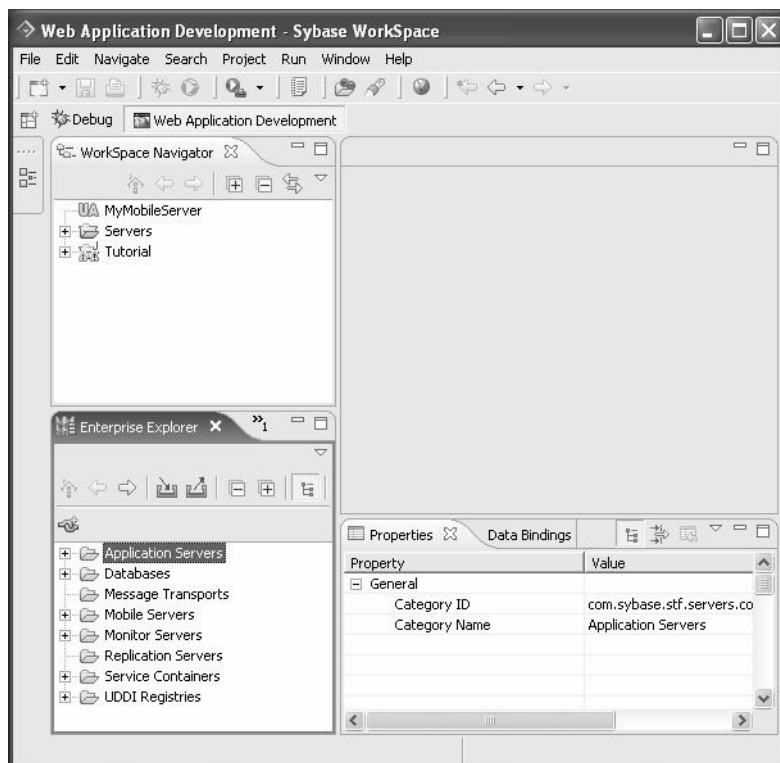 Web Application Development - Sybase WorkSpace
File Edit Navigate Search Project Run Window Help
Debug Web Application Development
WorkSpace Navigator
MyMobileServer
Servers
Tutorial
Enterprise Explorer »1
Application Servers
Databases
Message Transports
Mobile Servers
Monitor Servers
Replication Servers
Service Containers
UDDI Registries
Properties Data Bindings
Property Value
General
Category ID com.sybase.stf.servers.co
Category Name Application Servers